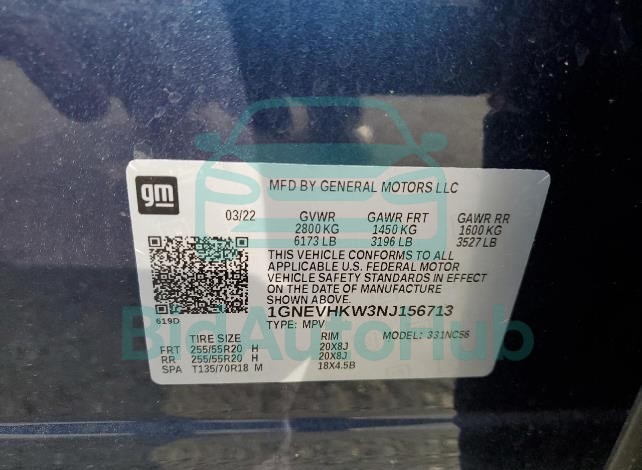 gm
MFD BY GENERAL MOTORS LLC
03/22 GVWR GAWR FRT GAWR RR
2800 KG 1450 KG 1600 KG
6173 LB 3196 LB 3527 LB
THIS VEHICLE CONFORMS TO ALL
APPLICABLE U.S. FEDERAL MOTOR
VEHICLE SAFETY STANDARDS IN EFFECT
ON THE DATE OF MANUFACTURE
SHOWN ABOVE.
1GNEVHKW3NJ156713
619D
TYPE: MPV MODEL: 331NC56
TIRE SIZE RIM
FRT 255/55R20 H 20X8J
RR 255/55R20 H 20X8J
SPA T135/70R18 M 18X4.5B
BidAutoHub